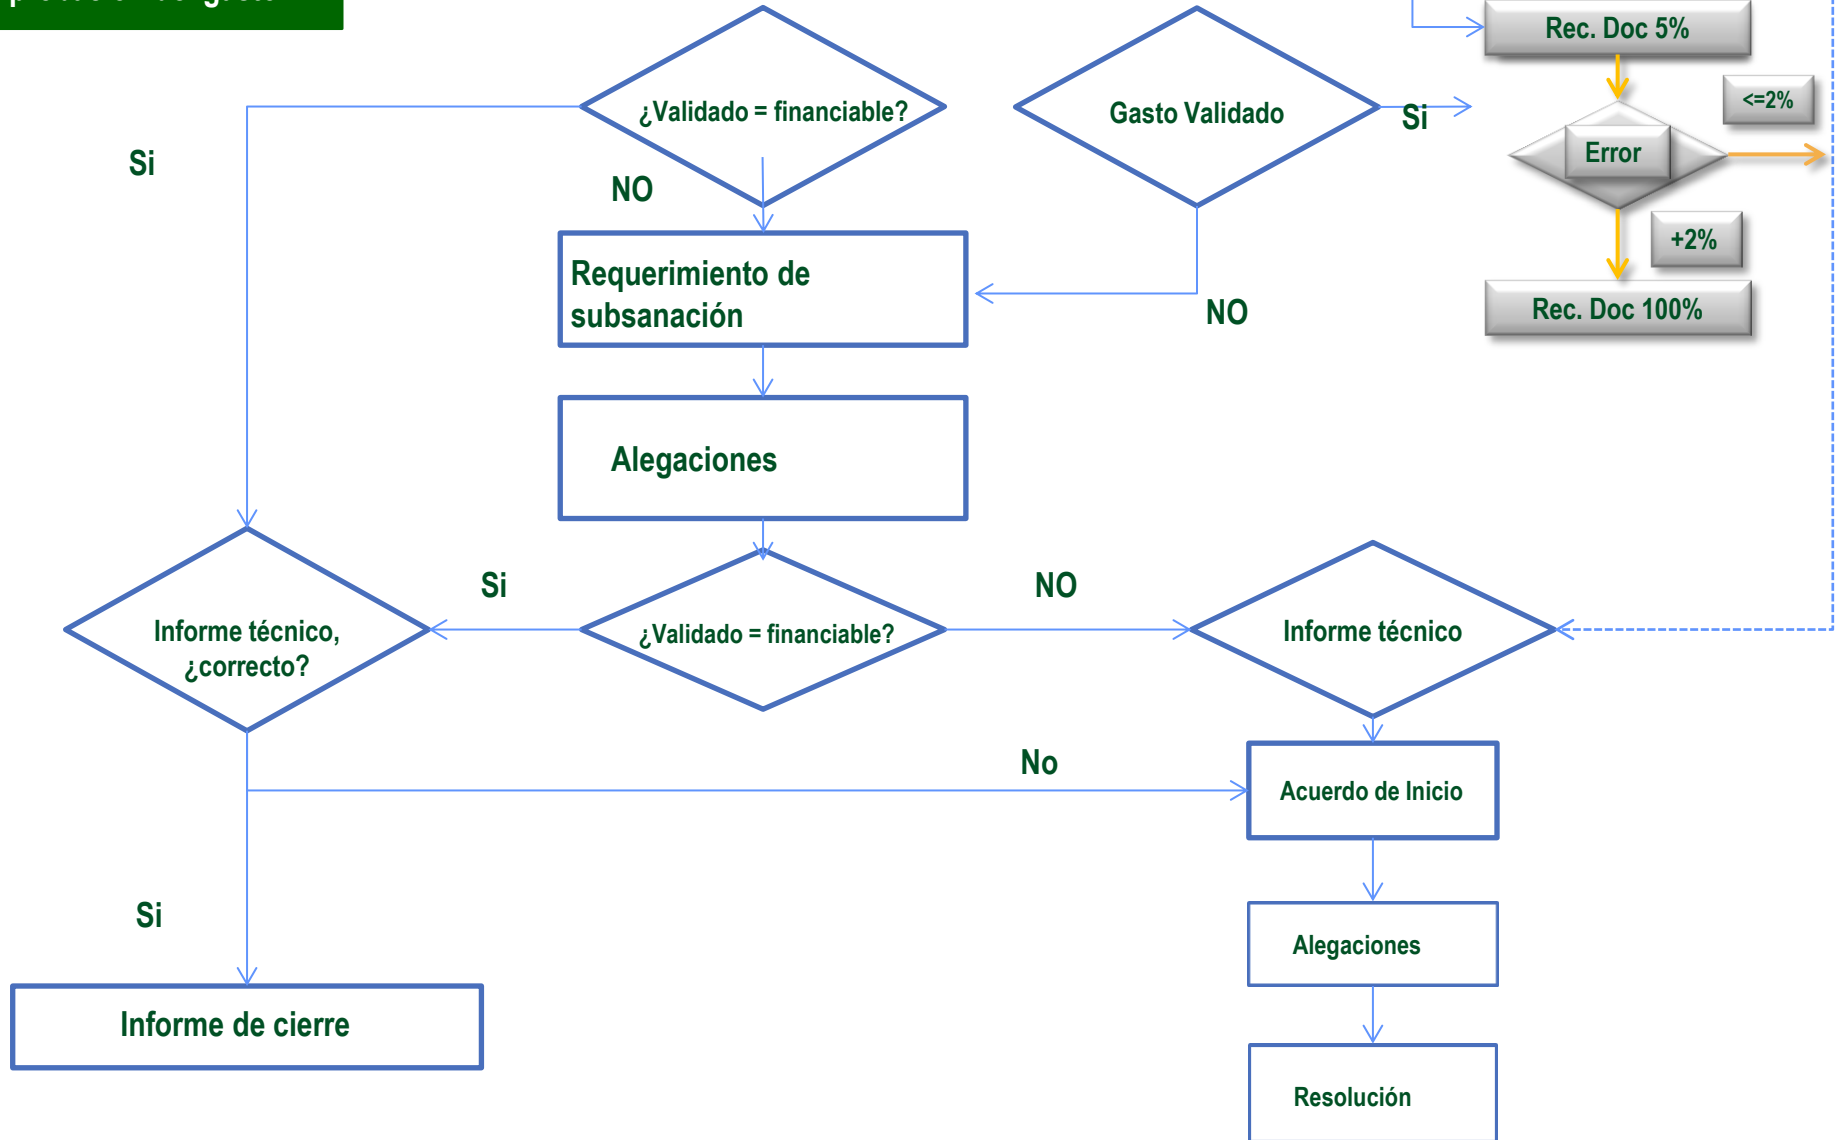 Rec. Doc 5%
<=2%
¿Validado = financiable?
Gasto Validado
Si
Error
Si
NO
+2%
Requerimiento de
subsanación
NO
Rec. Doc 100%
Alegaciones
Si
NO
Informe técnico,
¿correcto?
¿Validado = financiable?
Informe técnico
No
Acuerdo de Inicio
Si
Alegaciones
Informe de cierre
Resolución